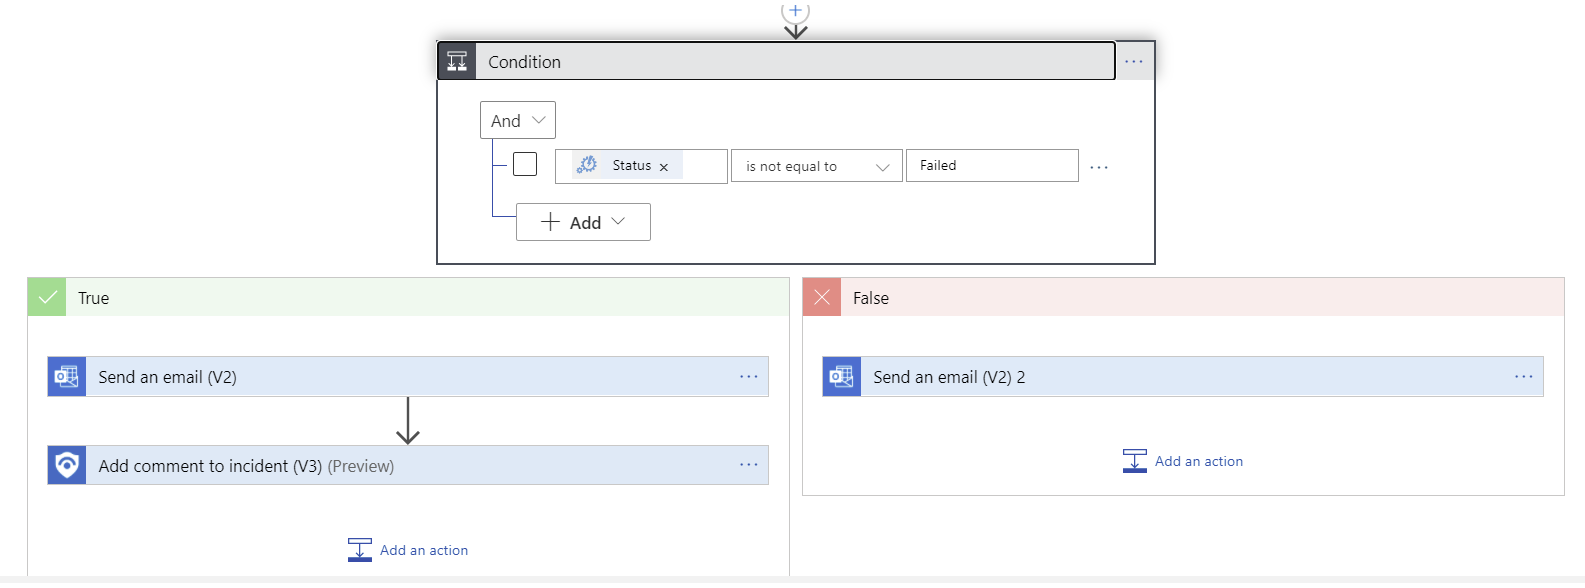 Condition
And
Status
is not equal to
Failed
Add
True
False
Send an email (V2)
Send an email (V2) 2
Add comment to incident (V3) (Preview)
Add an action
Add an action